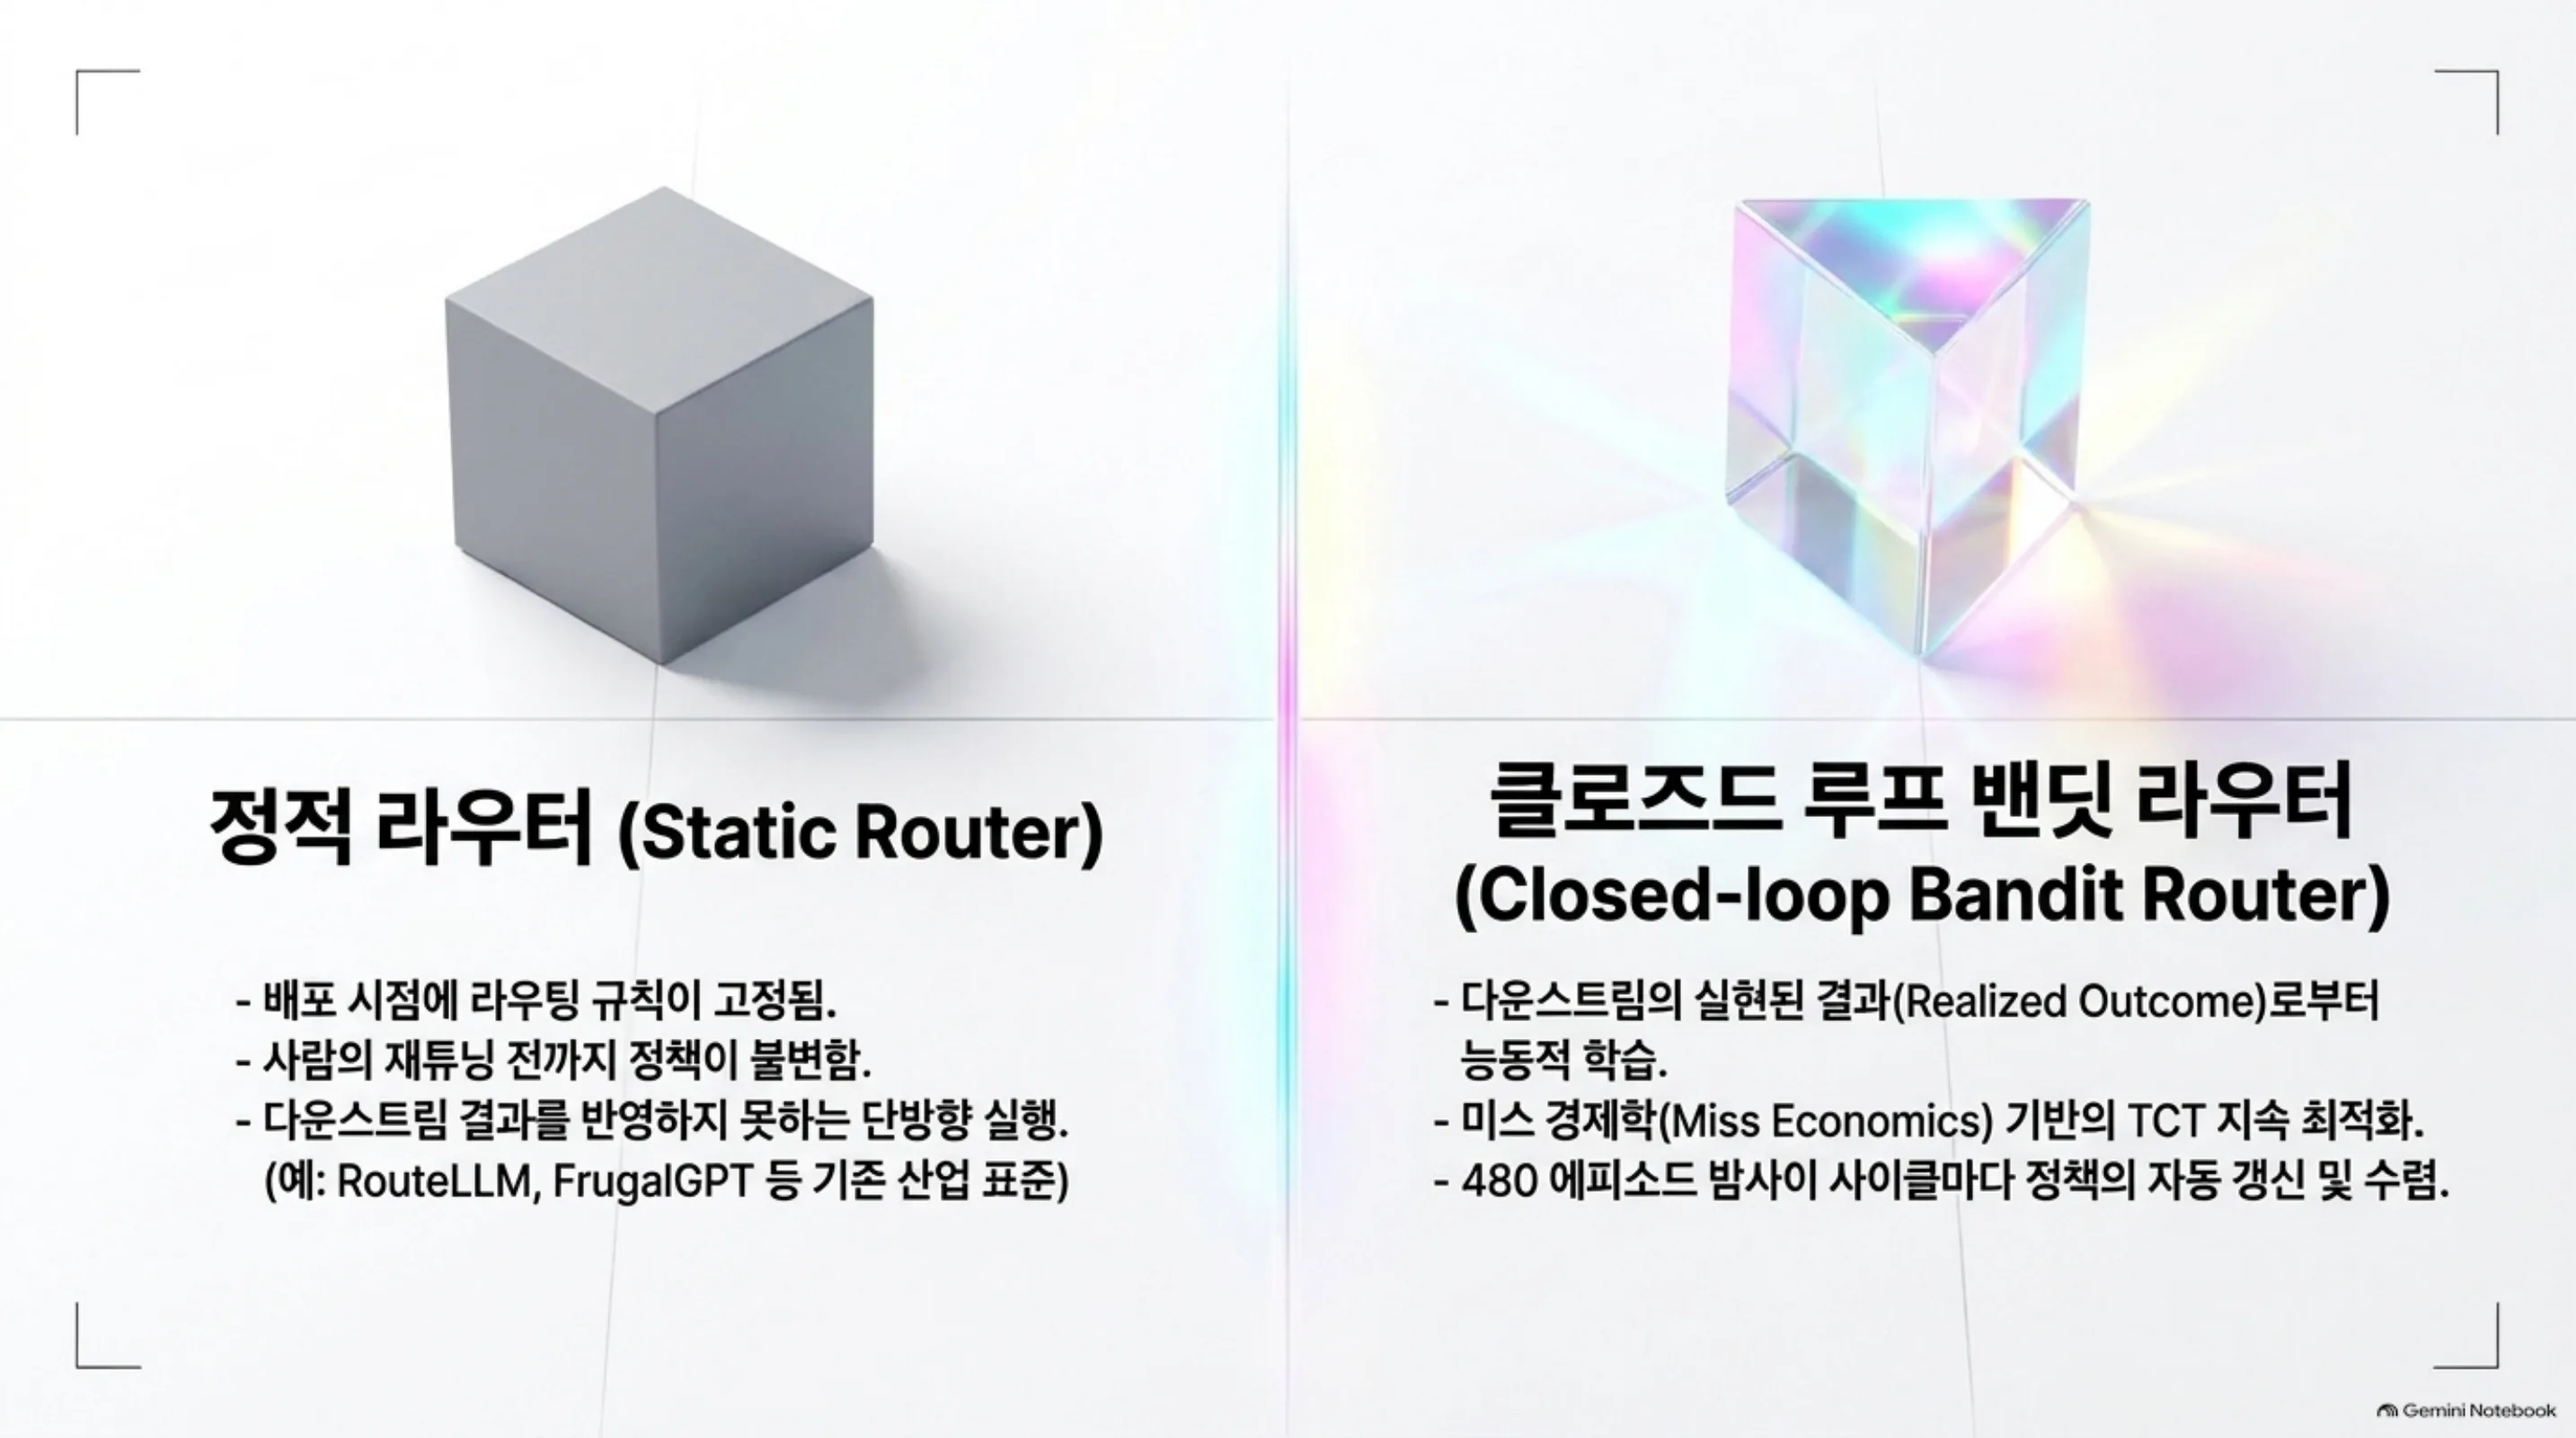 정적 라우터 (Static Router)
- 배포 시점에 라우팅 규칙이 고정됨.
- 사람의 재튜닝 전까지 정책이 불변함.
- 다운스트림 결과를 반영하지 못하는 단방향 실행.
(예: RouteLLM, FrugalGPT 등 기존 산업 표준)
클로즈드 루프 밴딧 라우터
(Closed-loop Bandit Router)
- 다운스트림의 실현된 결과(Realized Outcome)로부터
능동적 학습.
- 미스 경제학(Miss Economics) 기반의 TCT 지속 최적화.
- 480 에피소드 밤사이 사이클마다 정책의 자동 갱신 및 수렴.
Gemini Notebook